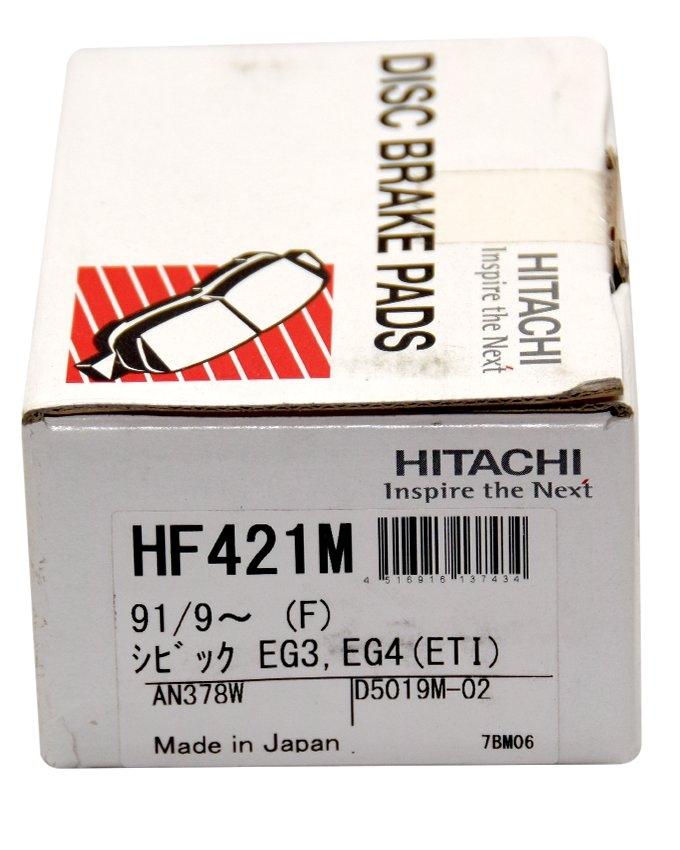 DISC BRAKE PADS
HITACHI
Inspire the Next
HITACHI
Inspire the Next
HF421M
4 516916 137434
91/9～ (F)
シビック EG3, EG4(ETI)
AN378W
D5019M-02
Made in Japan
7BM06